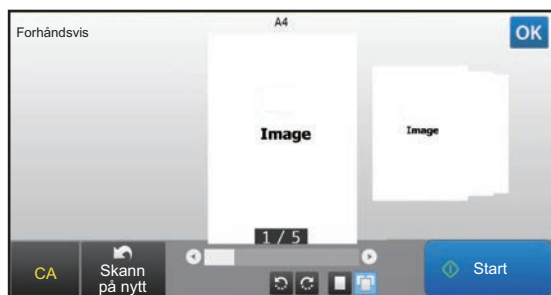 A4
Forhåndsvis
OK
Image
Image
1 / 5
CA
Skann
på nytt
Start